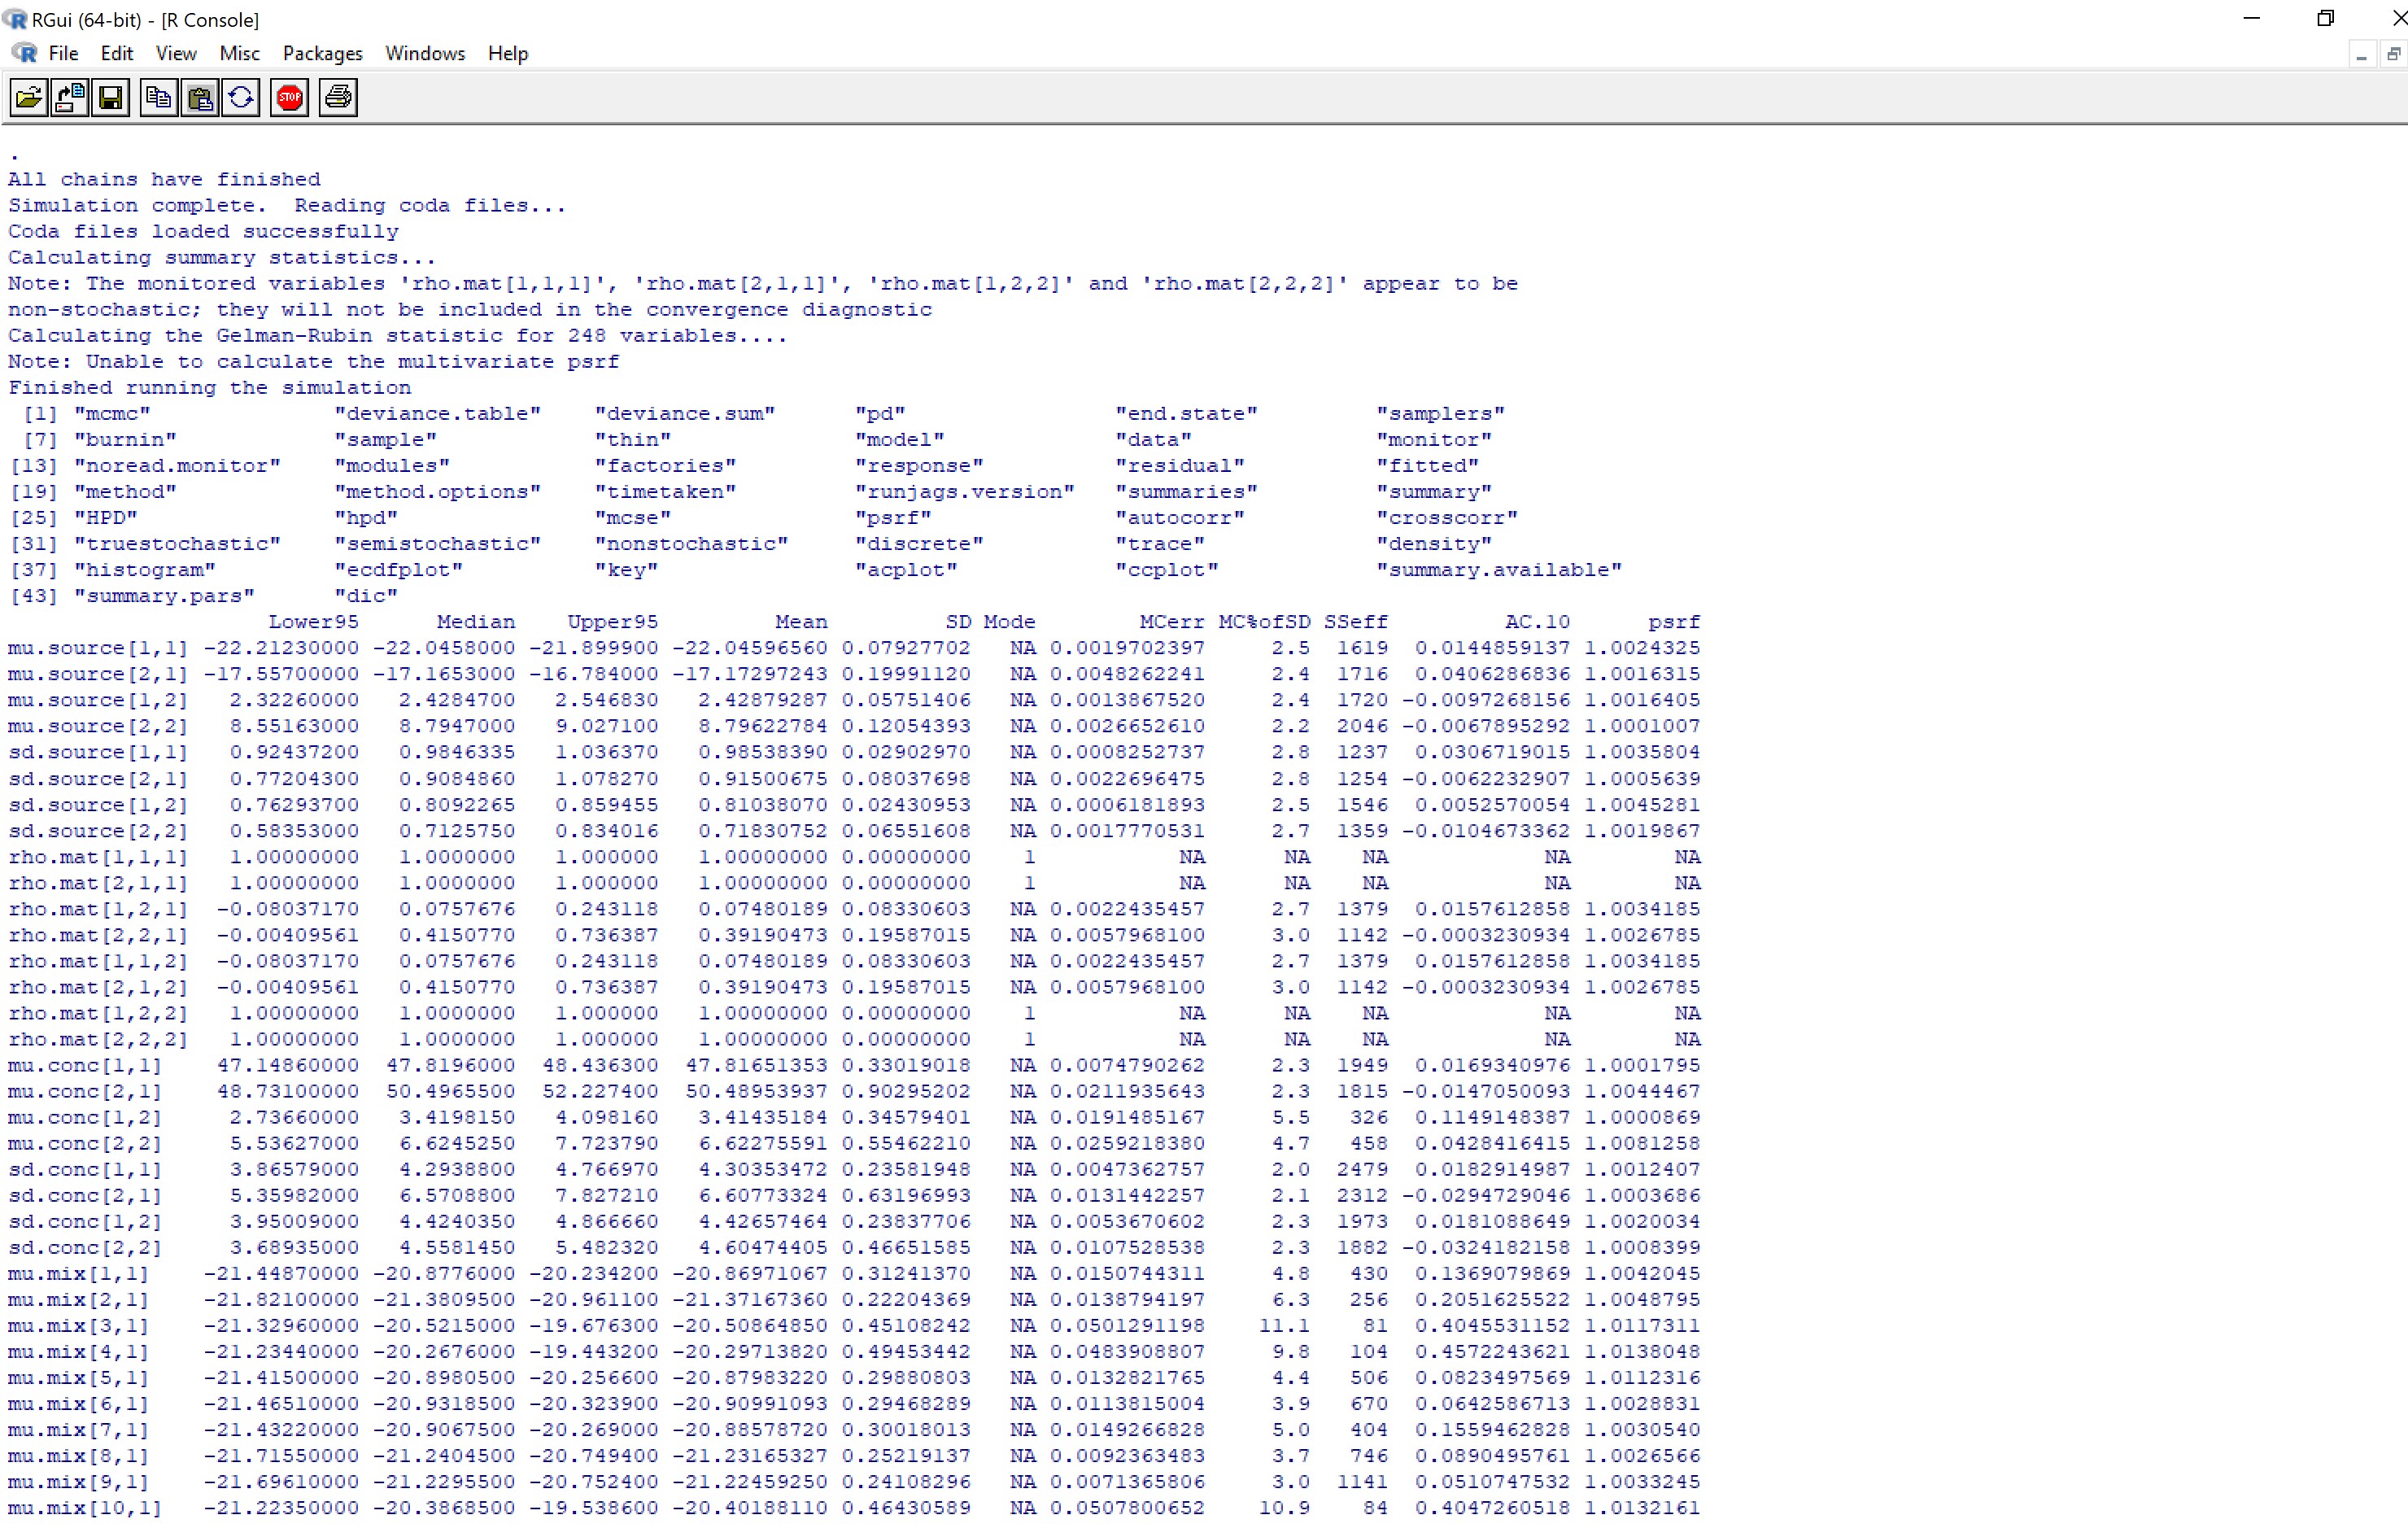 RGui (64-bit) - [R Console]
File Edit View Misc Packages Windows Help
STOP
.
All chains have finished
Simulation complete.  Reading coda files...
Coda files loaded successfully
Calculating summary statistics...
Note: The monitored variables 'rho.mat[1,1,1]', 'rho.mat[2,1,1]', 'rho.mat[1,2,2]' and 'rho.mat[2,2,2]' appear to be
non-stochastic; they will not be included in the convergence diagnostic
Calculating the Gelman-Rubin statistic for 248 variables....
Note: Unable to calculate the multivariate psrf
Finished running the simulation
[1] "mcmc" "deviance.table" "deviance.sum" "pd" "end.state" "samplers"
[7] "burnin" "sample" "thin" "model" "data" "monitor"
[13] "noread.monitor" "modules" "factories" "response" "residual" "fitted"
[19] "method" "method.options" "timetaken" "runjags.version" "summaries" "summary"
[25] "HPD" "hpd" "mcse" "psrf" "autocorr" "crosscorr"
[31] "truestochastic" "semistochastic" "nonstochastic" "discrete" "trace" "density"
[37] "histogram" "ecdfplot" "key" "acplot" "ccplot" "summary.available"
[43] "summary.pars" "dic"
Lower95 Median Upper95 Mean SD Mode MCerr MC%ofSD SSeff AC.10 psrf
mu.source[1,1] -22.21230000 -22.0458000 -21.899900 -22.04596560 0.07927702 NA 0.0019702397 2.5 1619 0.0144859137 1.0024325
mu.source[2,1] -17.55700000 -17.1653000 -16.784000 -17.17297243 0.19991120 NA 0.0048262241 2.4 1716 0.0406286836 1.0016315
mu.source[1,2] 2.32260000 2.4284700 2.546830 2.42879287 0.05751406 NA 0.0013867520 2.4 1720 -0.0097268156 1.0016405
mu.source[2,2] 8.55163000 8.7947000 9.027100 8.79622784 0.12054393 NA 0.0026652610 2.2 2046 -0.0067895292 1.0001007
sd.source[1,1] 0.92437200 0.9846335 1.036370 0.98538390 0.02902970 NA 0.0008252737 2.8 1237 0.0306719015 1.0035804
sd.source[2,1] 0.77204300 0.9084860 1.078270 0.91500675 0.08037698 NA 0.0022696475 2.8 1254 -0.0062232907 1.0005639
sd.source[1,2] 0.76293700 0.8092265 0.859455 0.81038070 0.02430953 NA 0.0006181893 2.5 1546 0.0052570054 1.0045281
sd.source[2,2] 0.58353000 0.7125750 0.834016 0.71830752 0.06551608 NA 0.0017770531 2.7 1359 -0.0104673362 1.0019867
rho.mat[1,1,1] 1.00000000 1.0000000 1.000000 1.00000000 0.00000000 1 NA NA NA NA NA
rho.mat[2,1,1] 1.00000000 1.0000000 1.000000 1.00000000 0.00000000 1 NA NA NA NA NA
rho.mat[1,2,1] -0.08037170 0.0757676 0.243118 0.07480189 0.08330603 NA 0.0022435457 2.7 1379 0.0157612858 1.0034185
rho.mat[2,2,1] -0.00409561 0.4150770 0.736387 0.39190473 0.19587015 NA 0.0057968100 3.0 1142 -0.0003230934 1.0026785
rho.mat[1,1,2] -0.08037170 0.0757676 0.243118 0.07480189 0.08330603 NA 0.0022435457 2.7 1379 0.0157612858 1.0034185
rho.mat[2,1,2] -0.00409561 0.4150770 0.736387 0.39190473 0.19587015 NA 0.0057968100 3.0 1142 -0.0003230934 1.0026785
rho.mat[1,2,2] 1.00000000 1.0000000 1.000000 1.00000000 0.00000000 1 NA NA NA NA NA
rho.mat[2,2,2] 1.00000000 1.0000000 1.000000 1.00000000 0.00000000 1 NA NA NA NA NA
mu.conc[1,1] 47.14860000 47.8196000 48.436300 47.81651353 0.33019018 NA 0.0074790262 2.3 1949 0.0169340976 1.0001795
mu.conc[2,1] 48.73100000 50.4965500 52.227400 50.48953937 0.90295202 NA 0.0211935643 2.3 1815 -0.0147050093 1.0044467
mu.conc[1,2] 2.73660000 3.4198150 4.098160 3.41435184 0.34579401 NA 0.0191485167 5.5 326 0.1149148387 1.0000869
mu.conc[2,2] 5.53627000 6.6245250 7.723790 6.62275591 0.55462210 NA 0.0259218380 4.7 458 0.0428416415 1.0081258
sd.conc[1,1] 3.86579000 4.2938800 4.766970 4.30353472 0.23581948 NA 0.0047362757 2.0 2479 0.0182914987 1.0012407
sd.conc[2,1] 5.35982000 6.5708800 7.827210 6.60773324 0.63196993 NA 0.0131442257 2.1 2312 -0.0294729046 1.0003686
sd.conc[1,2] 3.95009000 4.4240350 4.866660 4.42657464 0.23837706 NA 0.0053670602 2.3 1973 0.0181088649 1.0020034
sd.conc[2,2] 3.68935000 4.5581450 5.482320 4.60474405 0.46651585 NA 0.0107528538 2.3 1882 -0.0324182158 1.0008399
mu.mix[1,1] -21.44870000 -20.8776000 -20.234200 -20.86971067 0.31241370 NA 0.0150744311 4.8 430 0.1369079869 1.0042045
mu.mix[2,1] -21.82100000 -21.3809500 -20.961100 -21.37167360 0.22204369 NA 0.0138794197 6.3 256 0.2051625522 1.0048795
mu.mix[3,1] -21.32960000 -20.5215000 -19.676300 -20.50864850 0.45108242 NA 0.0501291198 11.1 81 0.4045531152 1.0117311
mu.mix[4,1] -21.23440000 -20.2676000 -19.443200 -20.29713820 0.49453442 NA 0.0483908807 9.8 104 0.4572243621 1.0138048
mu.mix[5,1] -21.41500000 -20.8980500 -20.256600 -20.87983220 0.29880803 NA 0.0132821765 4.4 506 0.0823497569 1.0112316
mu.mix[6,1] -21.46510000 -20.9318500 -20.323900 -20.90991093 0.29468289 NA 0.0113815004 3.9 670 0.0642586713 1.0028831
mu.mix[7,1] -21.43220000 -20.9067500 -20.269000 -20.88578720 0.30018013 NA 0.0149266828 5.0 404 0.1559462828 1.0030540
mu.mix[8,1] -21.71550000 -21.2404500 -20.749400 -21.23165327 0.25219137 NA 0.0092363483 3.7 746 0.0890495761 1.0026566
mu.mix[9,1] -21.69610000 -21.2295500 -20.752400 -21.22459250 0.24108296 NA 0.0071365806 3.0 1141 0.0510747532 1.0033245
mu.mix[10,1] -21.22350000 -20.3868500 -19.538600 -20.40188110 0.46430589 NA 0.0507800652 10.9 84 0.4047260518 1.0132161